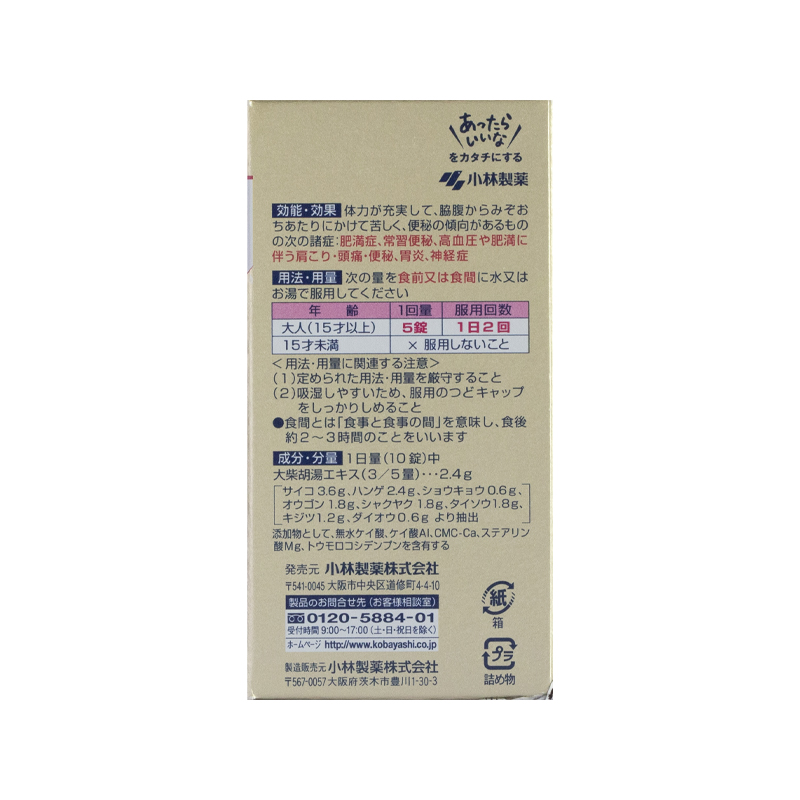 あったら
いいな
をカタチにする
小林製薬
効能・効果 体力が充実して、脇腹からみぞお
ちあたりにかけて苦しく、便秘の傾向があるもの
の次の諸症：肥満症、常習便秘、高血圧や肥満に
伴う肩こり・頭痛・便秘、胃炎、神経症
用法・用量 次の量を食前又は食間に水又は
お湯で服用してください
年齢 1回量 服用回数
大人(15才以上) 5錠 1日2回
15才未満 × 服用しないこと
＜用法・用量に関連する注意＞
(1)定められた用法・用量を厳守すること
(2)吸湿しやすいため、服用のつどキャップ
をしっかりしめること
●食間とは「食事と食事の間」を意味し、食後
約2～3時間のことをいいます
成分・分量 1日量(10錠)中
大柴胡湯エキス(3／5量)･･･2.4g
サイコ3.6g、ハンゲ2.4g、ショウキョウ0.6g、
オウゴン1.8g、シャクヤク1.8g、タイソウ1.8g、
キジツ1.2g、ダイオウ0.6g より抽出
添加物として、無水ケイ酸、ケイ酸Al、CMC-Ca、ステアリン
酸Mg、トウモロコシデンプンを含有する
発売元 小林製薬株式会社
〒541-0045 大阪市中央区道修町4-4-10
製品のお問合せ先(お客様相談室)
0120-5884-01
受付時間 9:00～17:00(土・日・祝日を除く)
ホームページ http://www.kobayashi.co.jp
製造販売元 小林製薬株式会社
〒567-0057 大阪府茨木市豊川1-30-3
紙
箱
プラ
詰め物